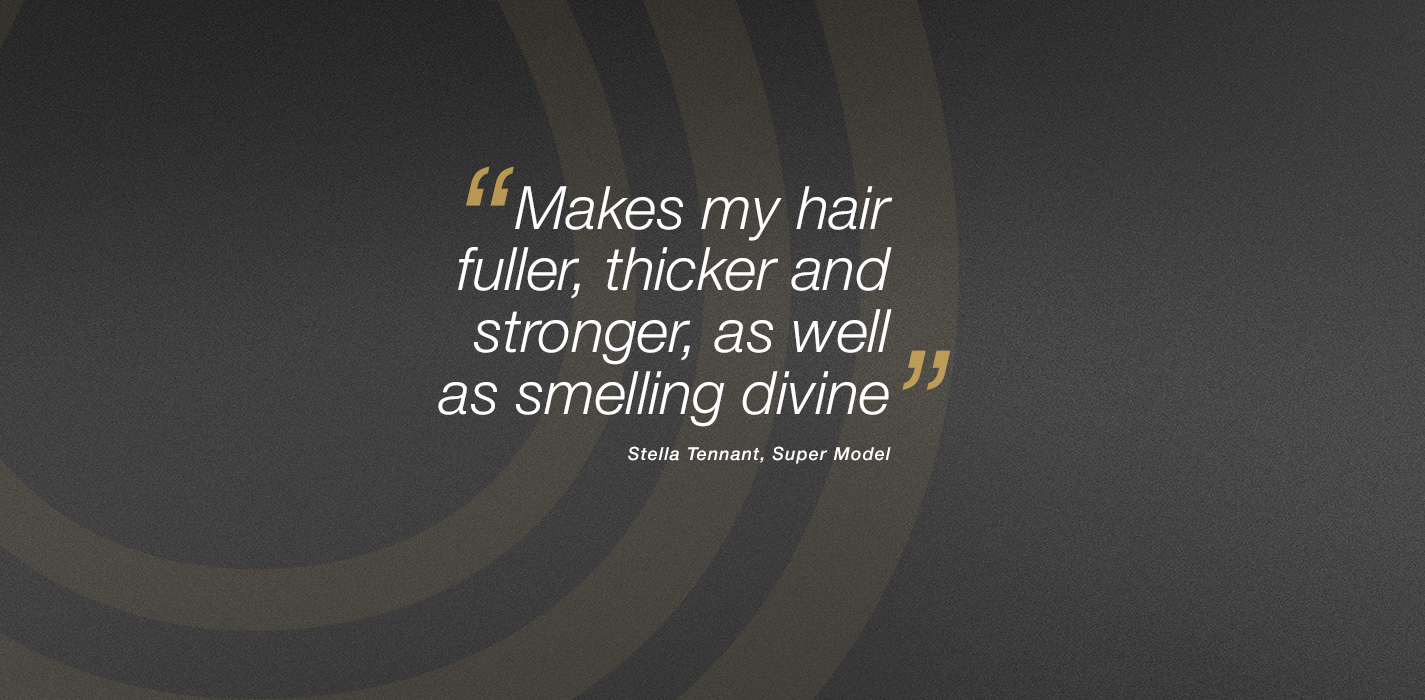 “Makes my hair
fuller, thicker and
stronger, as well
as smelling divine”
Stella Tennant, Super Model